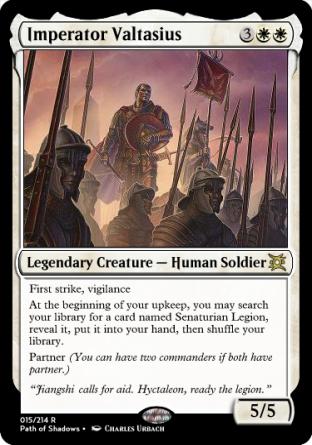 Imperator Valtasius 3
Legendary Creature — Human Soldier
First strike, vigilance
At the beginning of your upkeep, you may search
your library for a card named Senaturian Legion,
reveal it, put it into your hand, then shuffle your
library.
Partner (You can have two commanders if both have
partner.)
“Jiangshi calls for aid. Hyctaleon, ready the legion.”
5/5
015/214 R
Path of Shadows • Charles Urbach